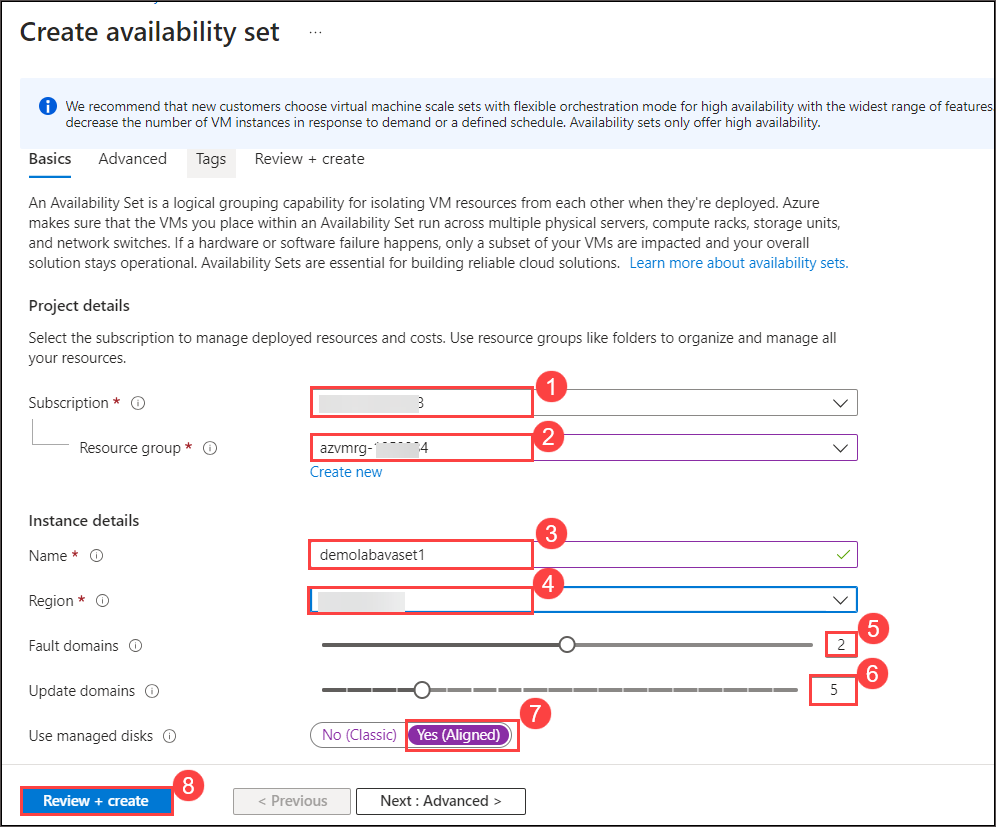 Create availability set ...
We recommend that new customers choose virtual machine scale sets with flexible orchestration mode for high availability with the widest range of features
decrease the number of VM instances in response to demand or a defined schedule. Availability sets only offer high availability.
Basics Advanced Tags Review + create
An Availability Set is a logical grouping capability for isolating VM resources from each other when they're deployed. Azure
makes sure that the VMs you place within an Availability Set run across multiple physical servers, compute racks, storage units,
and network switches. If a hardware or software failure happens, only a subset of your VMs are impacted and your overall
solution stays operational. Availability Sets are essential for building reliable cloud solutions. Learn more about availability sets.
Project details
Select the subscription to manage deployed resources and costs. Use resource groups like folders to organize and manage all
your resources.
Subscription * 3 1
Resource group * azvmrg- 4 2
Create new
Instance details
Name * demolabavaset1 3
Region * 4
Fault domains 2 5
Update domains 5 6
Use managed disks No (Classic) Yes (Aligned) 7
Review + create 8 < Previous Next : Advanced >